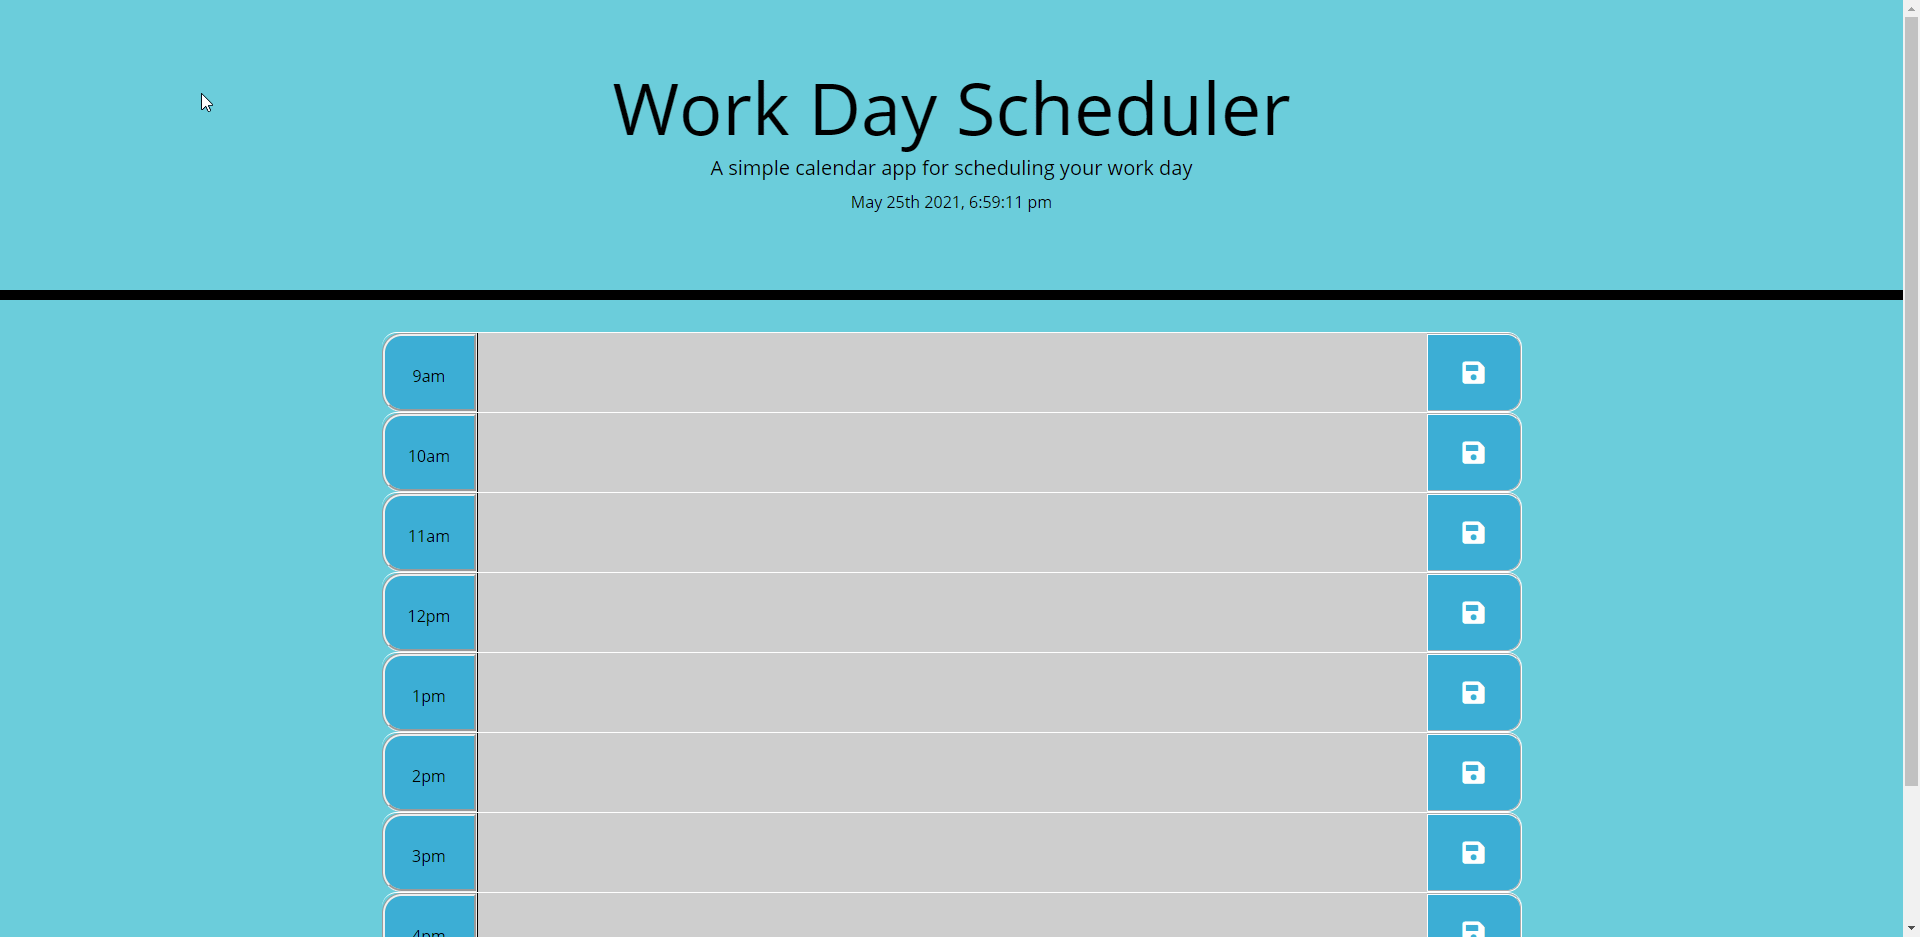 Work Day Scheduler
A simple calendar app for scheduling your work day
May 25th 2021, 6:59:11 pm
9am
10am
11am
12pm
1pm
2pm
3pm
4pm